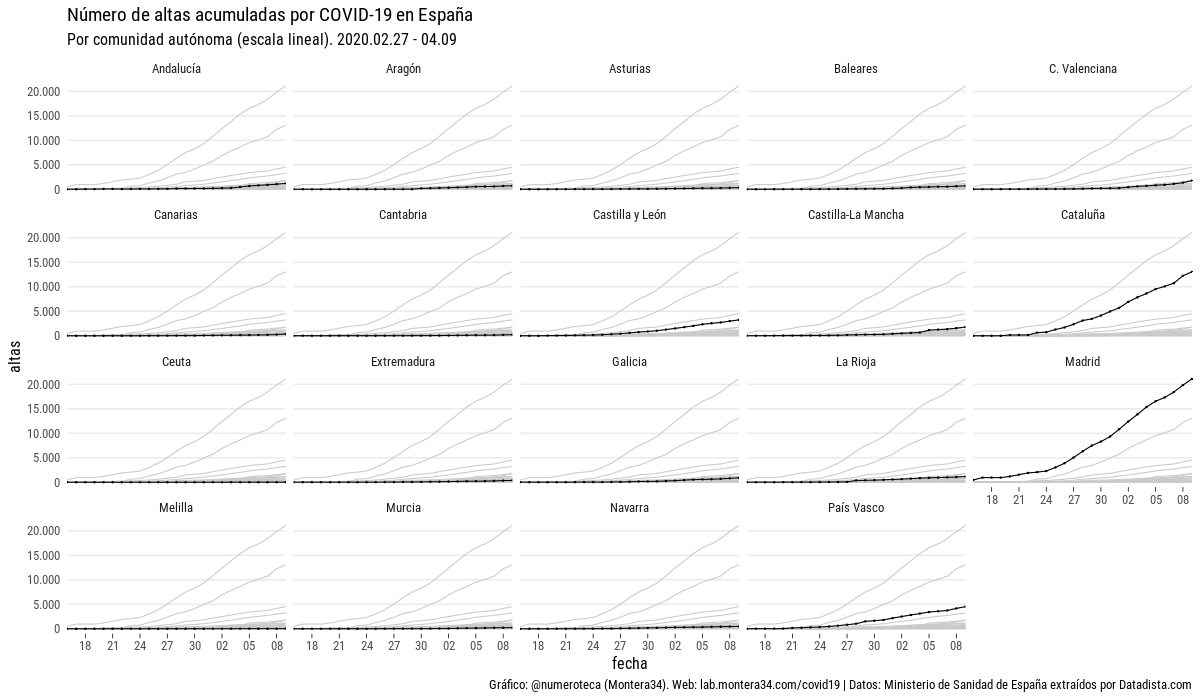 Número de altas acumuladas por COVID-19 en España
Por comunidad autónoma (escala lineal). 2020.02.27 - 04.09
Andalucía Aragón Asturias Baleares C. Valenciana
20.000
15.000
10.000
5.000
0
Canarias Cantabria Castilla y León Castilla-La Mancha Cataluña
20.000
15.000
10.000
5.000
0
altas
Ceuta Extremadura Galicia La Rioja Madrid
20.000
15.000
10.000
5.000
0
18 21 24 27 30 02 05 08
Melilla Murcia Navarra País Vasco
20.000
15.000
10.000
5.000
0
18 21 24 27 30 02 05 08 18 21 24 27 30 02 05 08 18 21 24 27 30 02 05 08 18 21 24 27 30 02 05 08
fecha
Gráfico: @numeroteca (Montera34). Web: lab.montera34.com/covid19 | Datos: Ministerio de Sanidad de España extraídos por Datadista.com